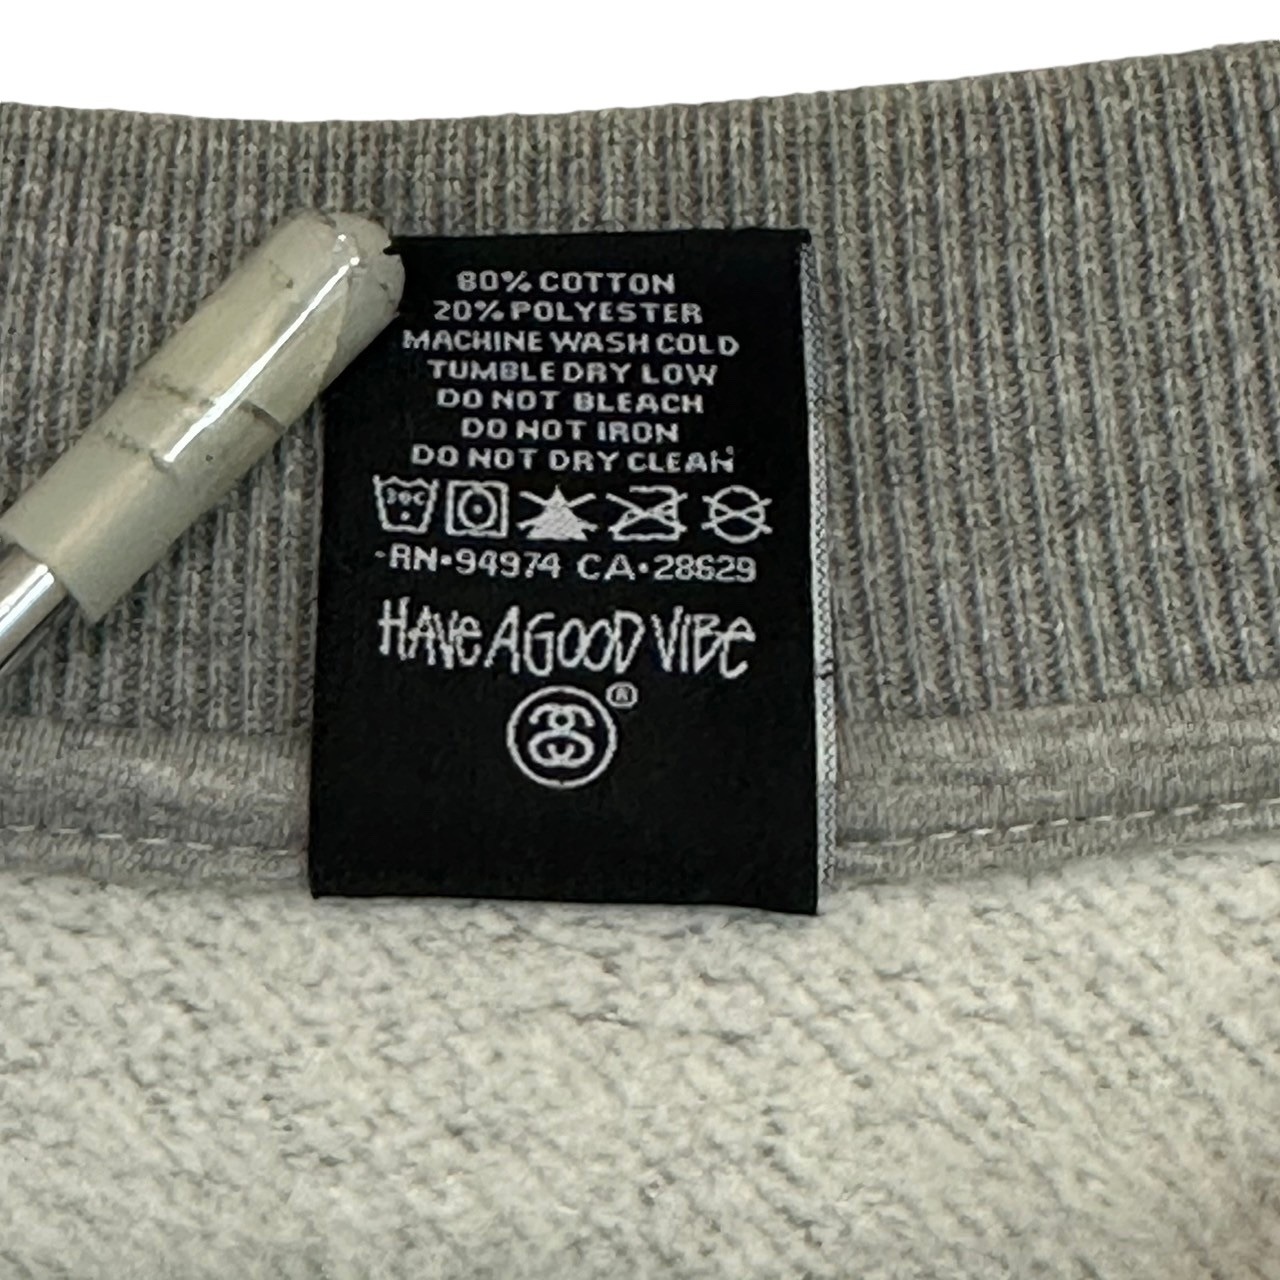 80% COTTON
20% POLYESTER
MACHINE WASH COLD
TUMBLE DRY LOW
DO NOT BLEACH
DO NOT IRON
DO NOT DRY CLEAN
30C
RN•94974 CA•28629
HAVE A GOOD VIBE
®